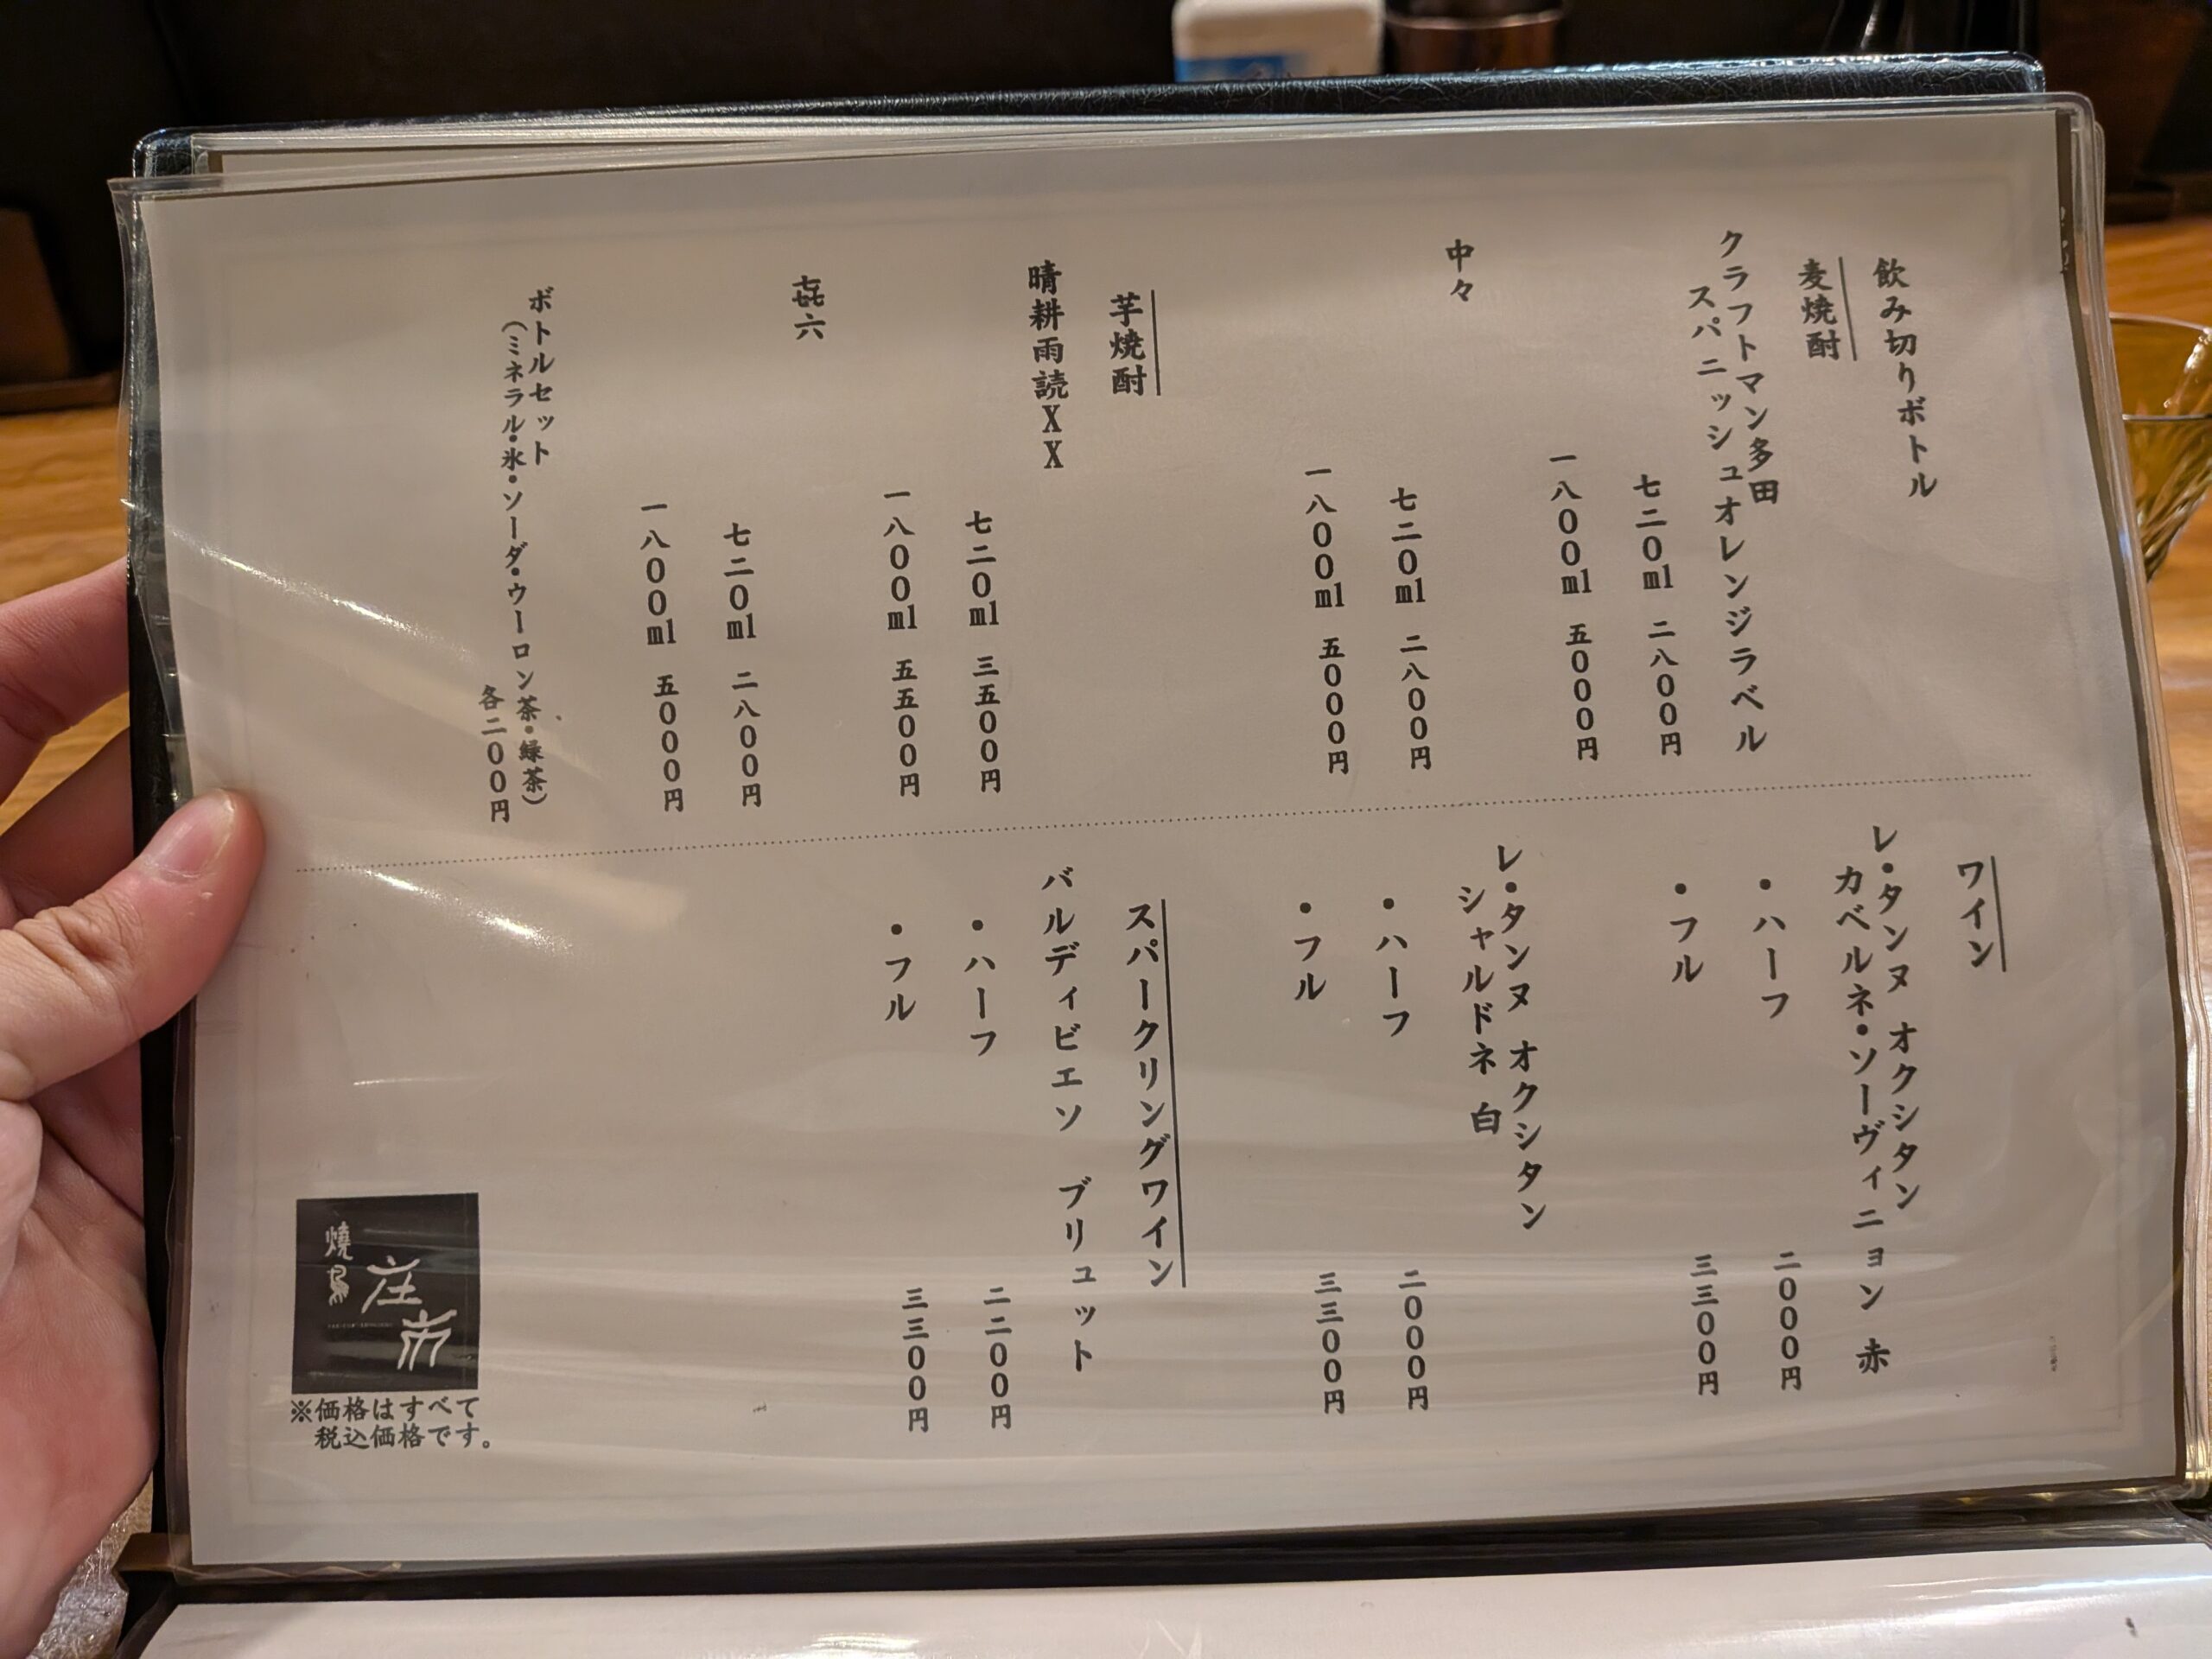 飲み切りボトル
麦焼酎
クラフトマン多田
スパニッシュオレンジラベル
七二〇ml 二八〇〇円
一八〇〇ml 五〇〇〇円
中々
七二〇ml 二八〇〇円
一八〇〇ml 五〇〇〇円
芋焼酎
晴耕雨読XX
七二〇ml 三五〇〇円
一八〇〇ml 五五〇〇円
㐂六
七二〇ml 二八〇〇円
一八〇〇ml 五〇〇〇円
ボトルセット
(ミネラル・氷・ソーダ・ウーロン茶・緑茶)
各二〇〇円
ワイン
レ・タンヌ オクシタン
カベルネ・ソーヴィニョン 赤
・ハーフ 二〇〇〇円
・フル 三三〇〇円
レ・タンヌ オクシタン
シャルドネ 白
・ハーフ 二〇〇〇円
・フル 三三〇〇円
スパークリングワイン
バルディビエソ ブリュット
・ハーフ 二二〇〇円
・フル 三三〇〇円
焼鳥
庄市
※価格はすべて
税込価格です。